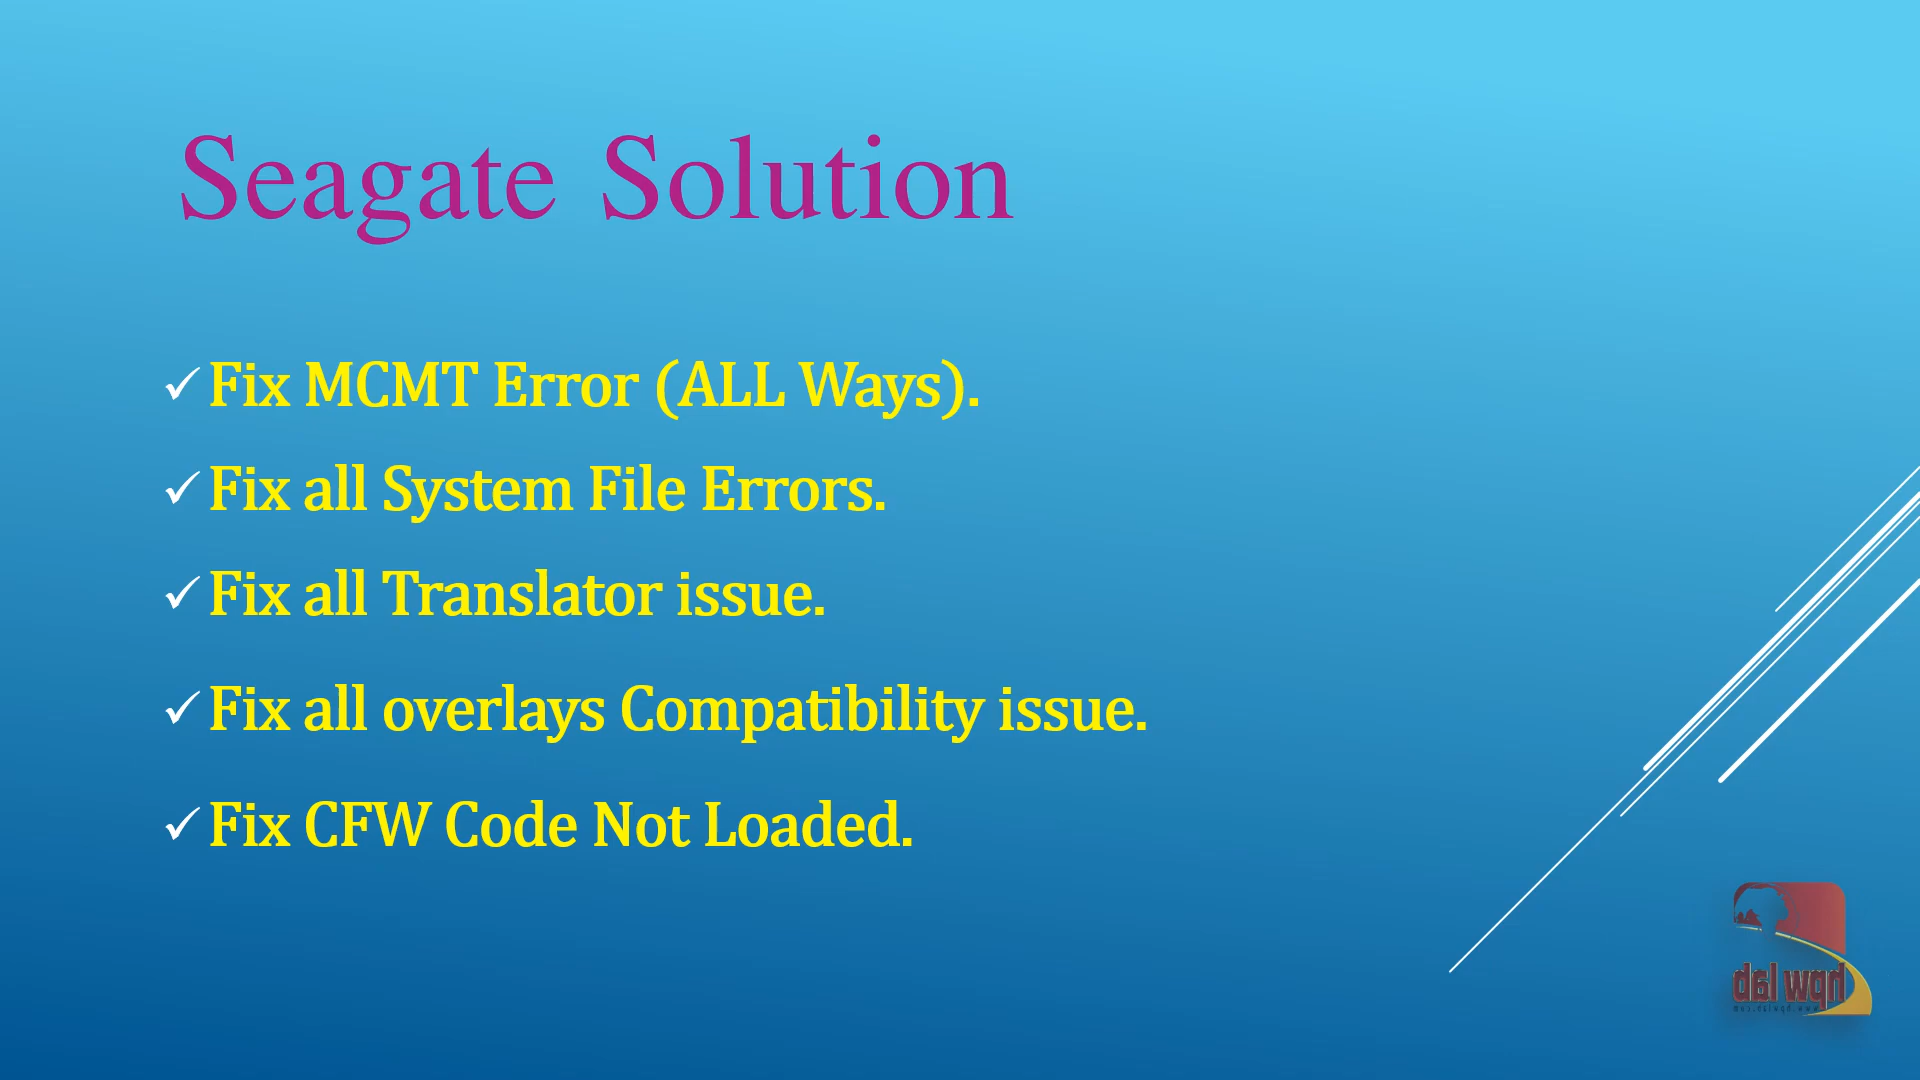 Seagate Solution
✓ Fix MCMT Error (ALL Ways).
✓ Fix all System File Errors.
✓ Fix all Translator issue.
✓ Fix all overlays Compatibility issue.
✓ Fix CFW Code Not Loaded.